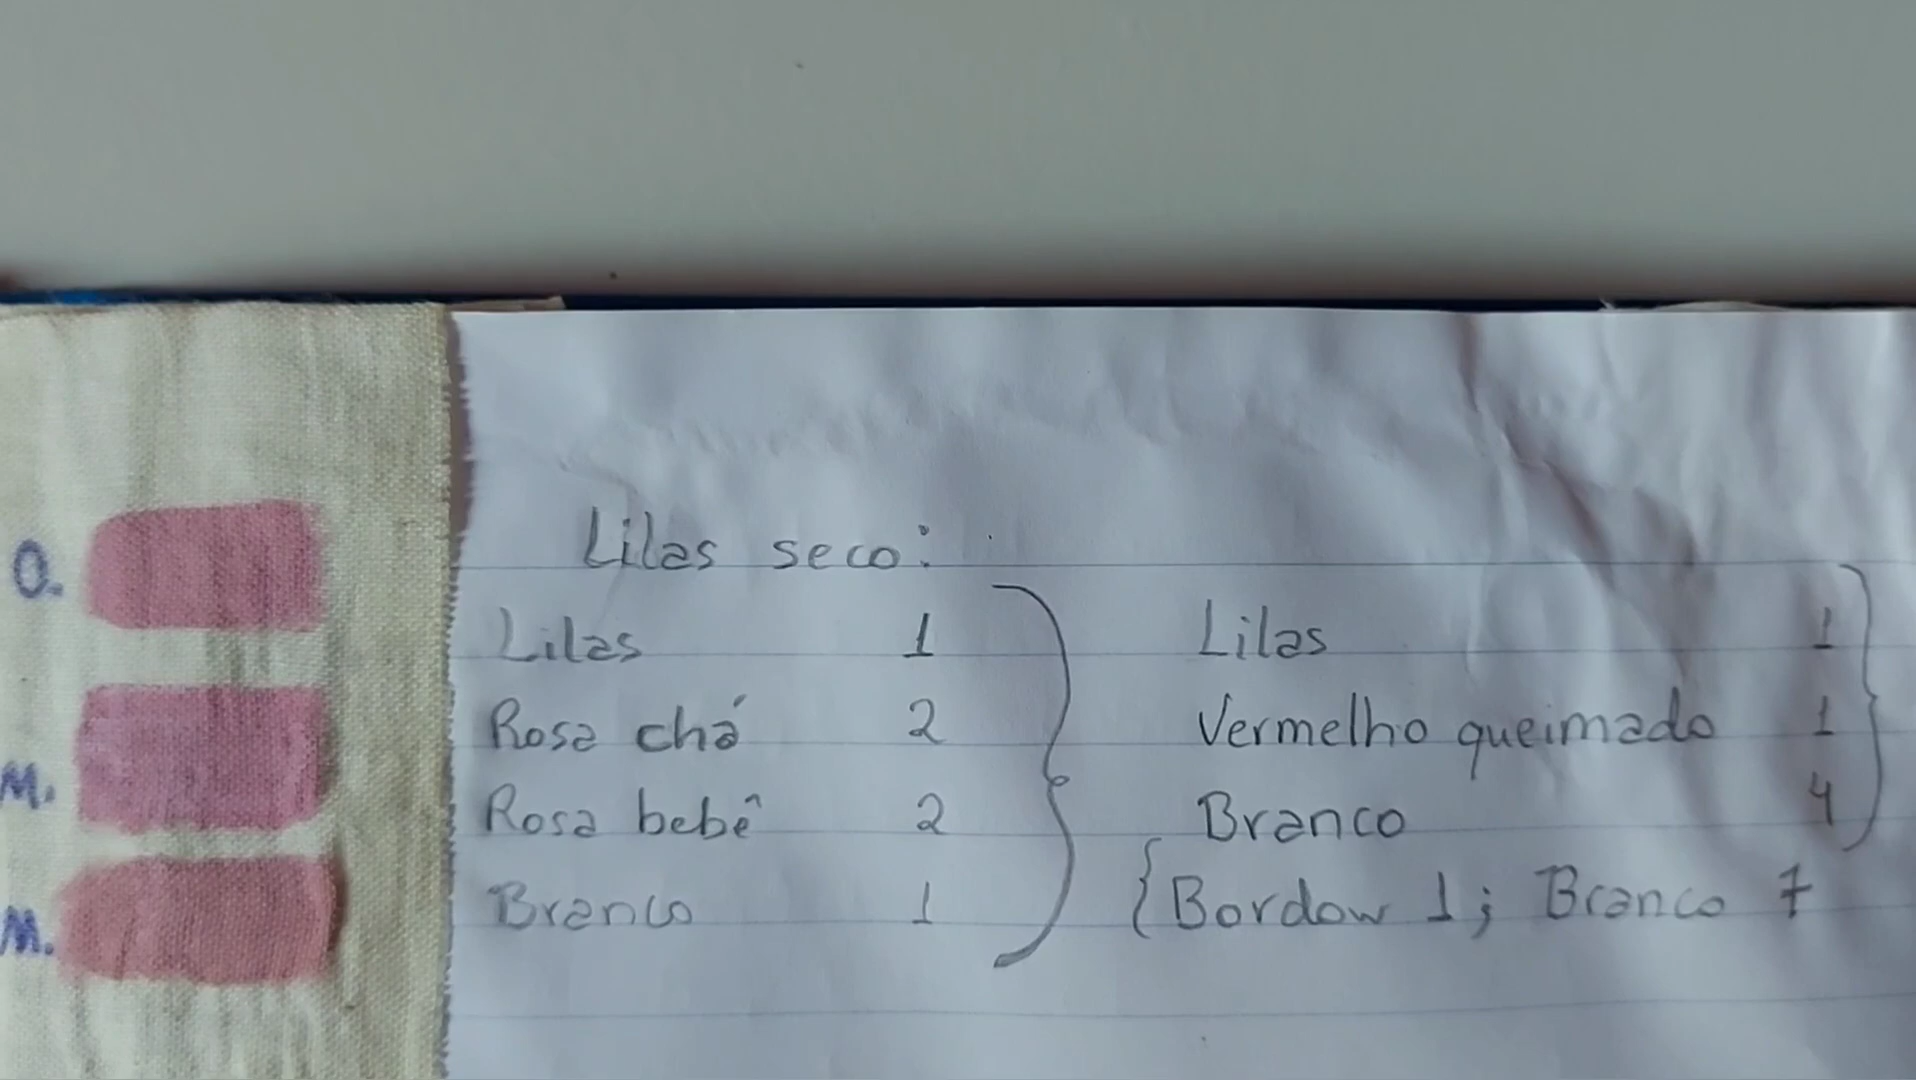 Lilas seco:
O.
Lilas 1
Rosa chá 2
Rosa bebê 2
Branco 1
M.
M.
Lilas 1
Vermelho queimado 1
Branco 4
{Bordow 1; Branco 7